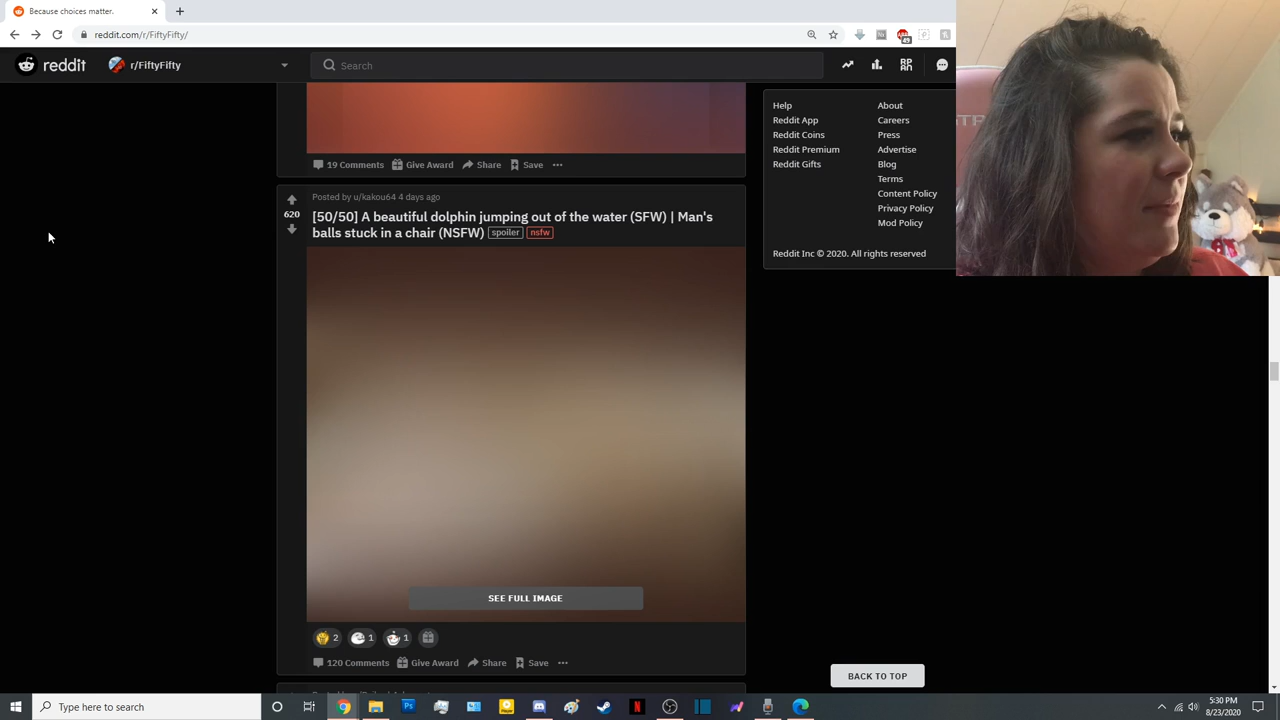 Because choices matter.
reddit.com/r/FiftyFifty/
reddit
r/FiftyFifty
Search
19 Comments Give Award Share Save
Help
About
Reddit App
Careers
Reddit Coins
Press
Reddit Premium
Advertise
Reddit Gifts
Blog
Terms
Content Policy
Privacy Policy
Mod Policy
Reddit Inc © 2020. All rights reserved
Posted by u/kakou64 4 days ago
620
[50/50] A beautiful dolphin jumping out of the water (SFW) | Man's
balls stuck in a chair (NSFW) spoiler nsfw
SEE FULL IMAGE
2 1 1
120 Comments Give Award Share Save
BACK TO TOP
Type here to search
5:30 PM
8/23/2020